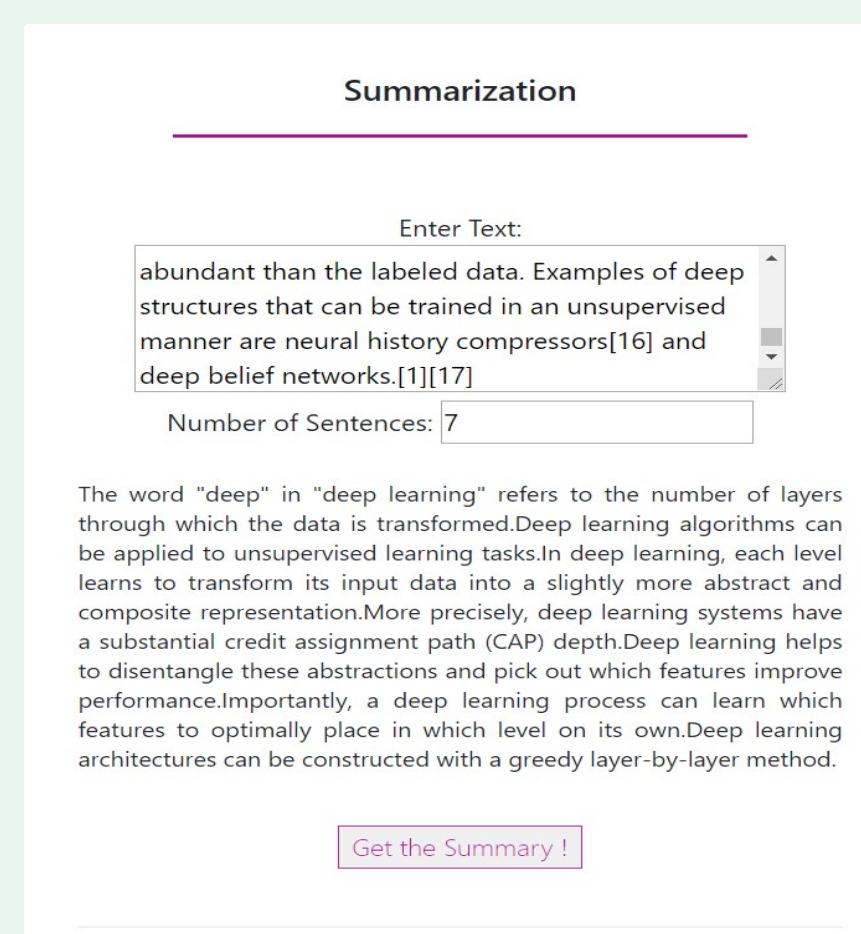 Summarization
Enter Text:
abundant than the labeled data. Examples of deep
structures that can be trained in an unsupervised
manner are neural history compressors[16] and
deep belief networks.[1][17]
Number of Sentences: 7
The word "deep" in "deep learning" refers to the number of layers
through which the data is transformed.Deep learning algorithms can
be applied to unsupervised learning tasks.In deep learning, each level
learns to transform its input data into a slightly more abstract and
composite representation.More precisely, deep learning systems have
a substantial credit assignment path (CAP) depth.Deep learning helps
to disentangle these abstractions and pick out which features improve
performance.Importantly, a deep learning process can learn which
features to optimally place in which level on its own.Deep learning
architectures can be constructed with a greedy layer-by-layer method.
Get the Summary !